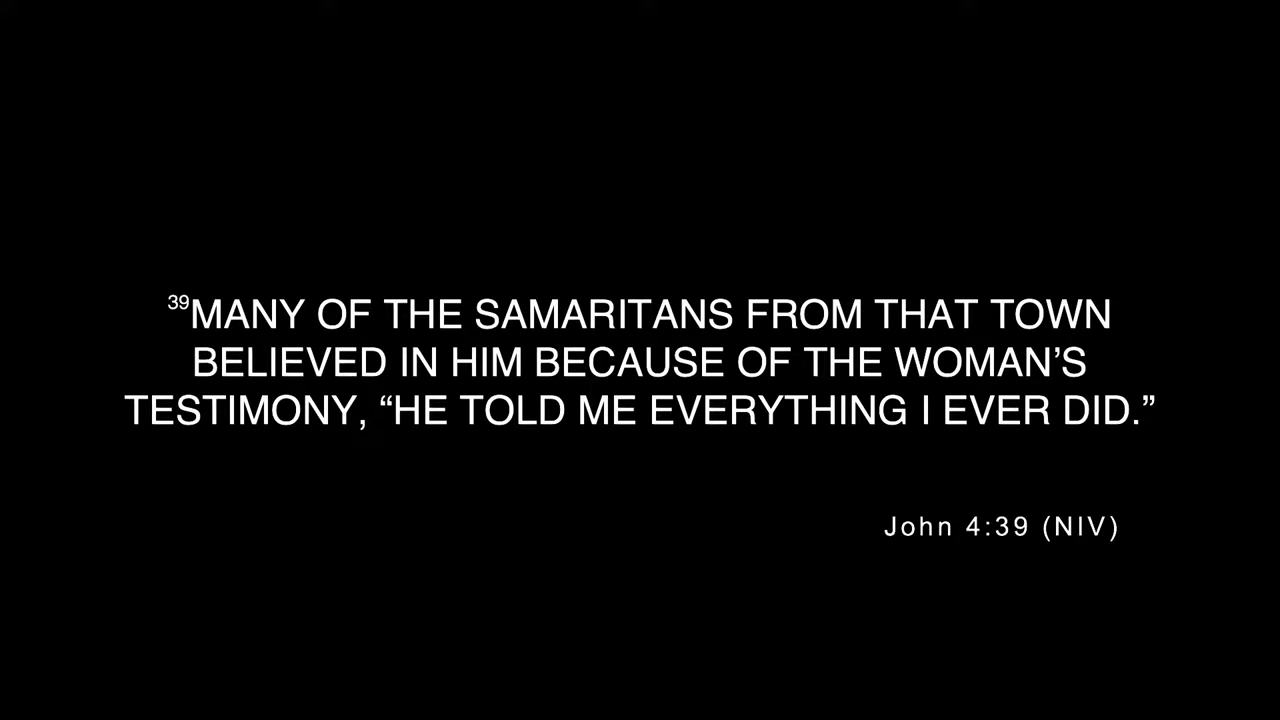 39MANY OF THE SAMARITANS FROM THAT TOWN
BELIEVED IN HIM BECAUSE OF THE WOMAN’S
TESTIMONY, “HE TOLD ME EVERYTHING I EVER DID.”
John 4:39 (NIV)